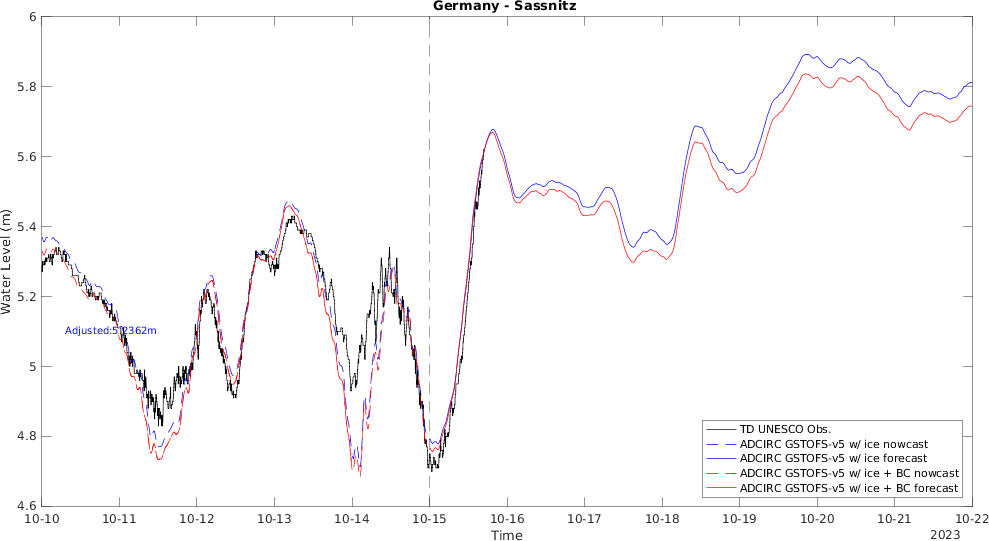 Germany - Sassnitz
6
5.8
5.6
5.4
5.2
5
4.8
4.6
Water Level (m)
Adjusted:5.2362m
TD UNESCO Obs.
ADCIRC GSTOFS-v5 w/ ice nowcast
ADCIRC GSTOFS-v5 w/ ice forecast
ADCIRC GSTOFS-v5 w/ ice + BC nowcast
ADCIRC GSTOFS-v5 w/ ice + BC forecast
10-10 10-11 10-12 10-13 10-14 10-15 10-16 10-17 10-18 10-19 10-20 10-21 10-22
Time
2023